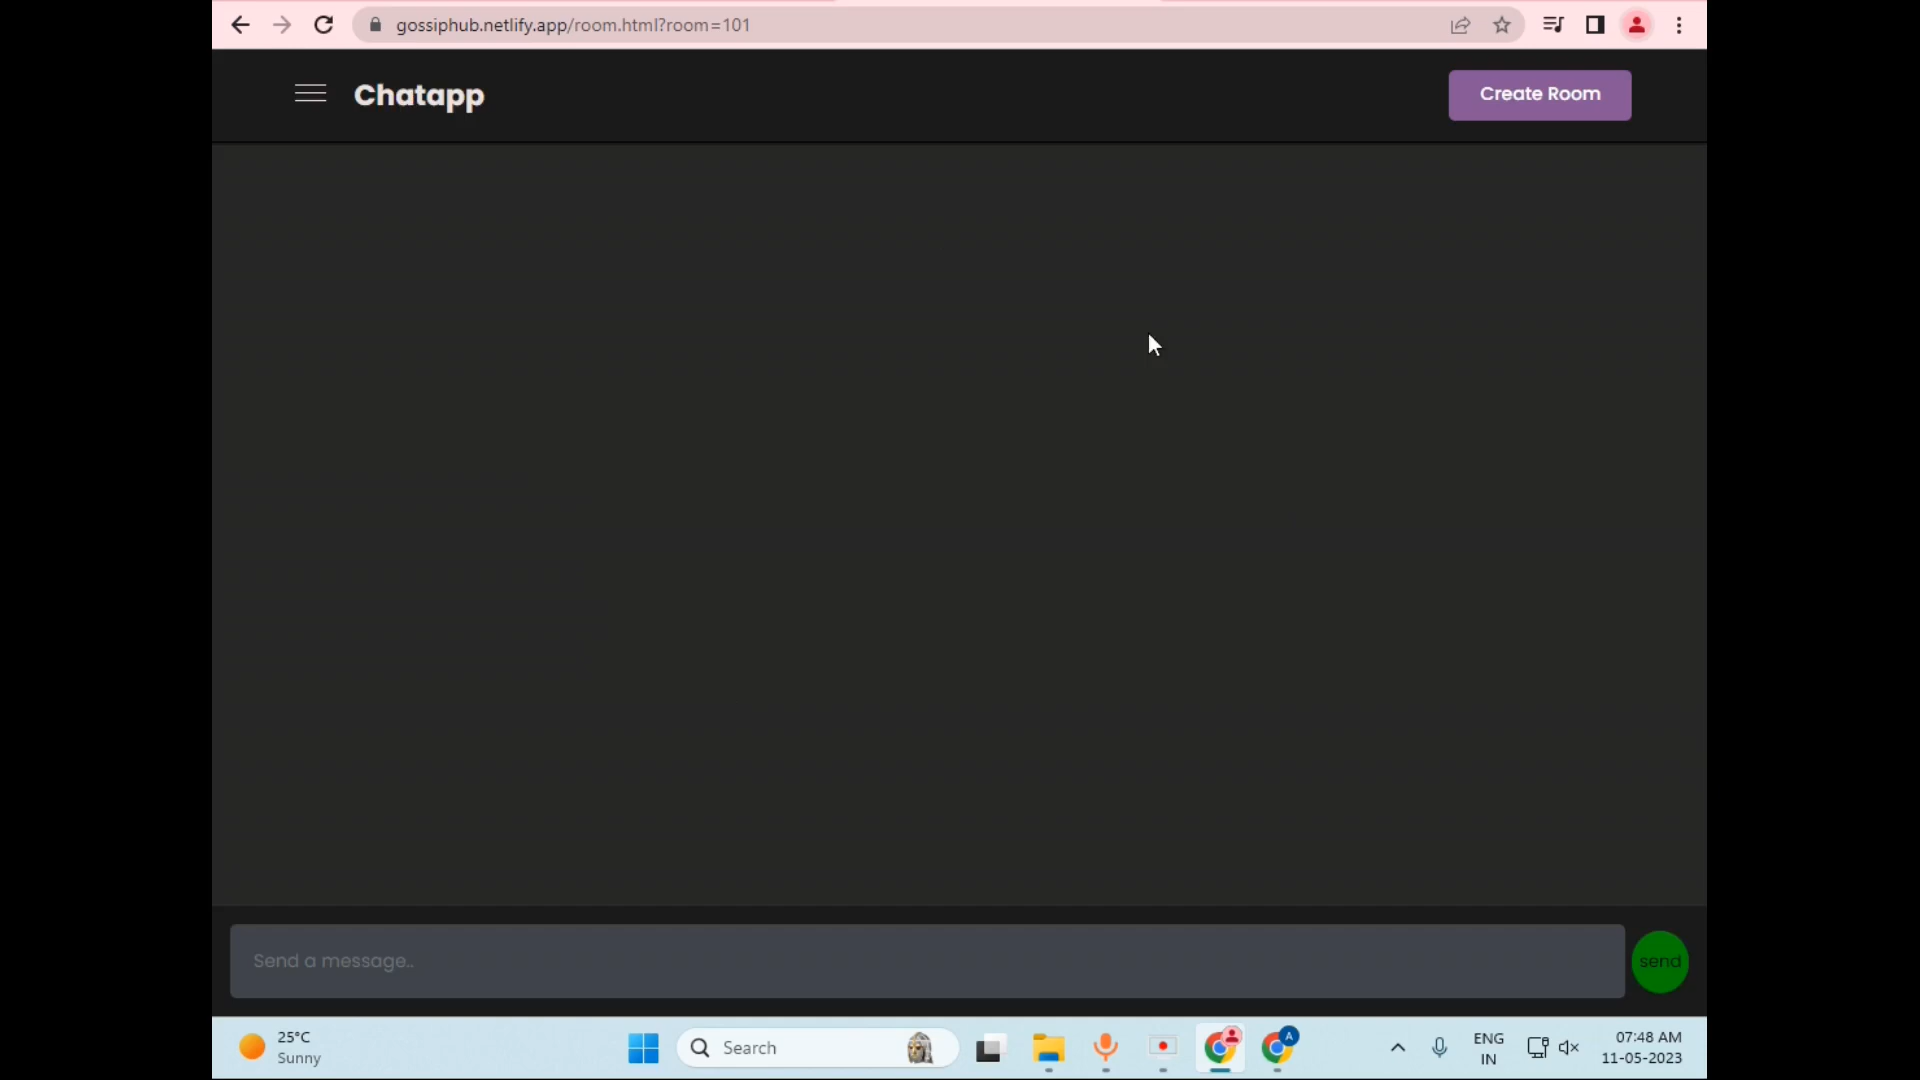 gossiphub.netlify.app/room.html?room=101
Chatapp
Create Room
Send a message..
send
25°C
Sunny
Search
A
ENG
IN
07:48 AM
11-05-2023